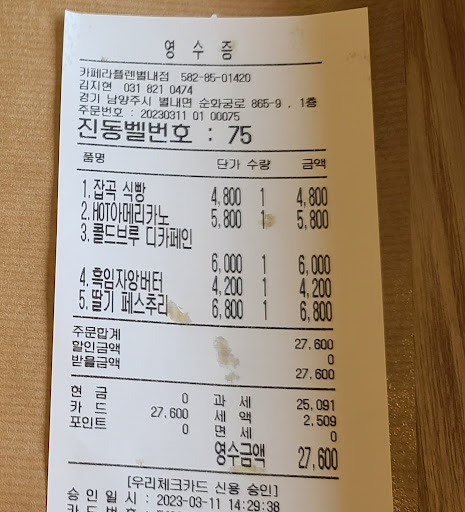 영 수 증
카페라플렌별내점 582-85-01420
김지현 031 821 0474
경기 남양주시 별내면 순화궁로 865-9 , 1층
주문번호 : 20230311 01 00075
진동벨번호 : 75
품명 단가 수량 금액
1.잡곡 식빵 4,800 1 4,800
2.HOT아메리카노 5,800 1 5,800
3.콜드브루 디카페인
6,000 1 6,000
4.흑임자앙버터 4,200 1 4,200
5.딸기 페스츄리 6,800 1 6,800
주문합계 27,600
할인금액 0
받을금액 27,600
현 금 0 과 세 25,091
카 드 27,600 세 액 2,509
포인트 0 면 세 0
영수금액 27,600
[우리체크카드 신용 승인]
승 인 일 시 : 2023-03-11 14:29:38
카 드 번 호 :